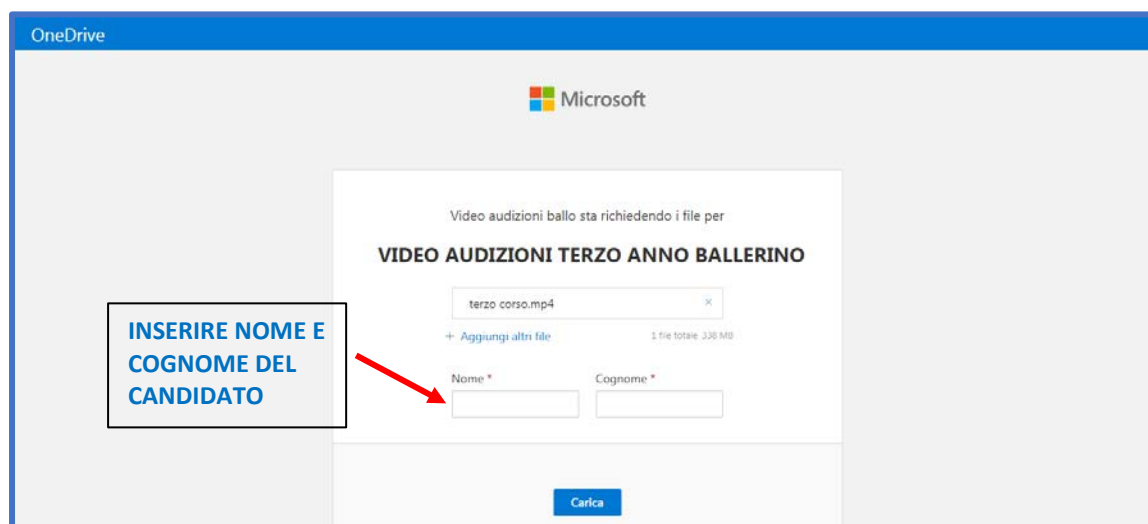 OneDrive
Microsoft
Video audizioni ballo sta richiedendo i file per
VIDEO AUDIZIONI TERZO ANNO BALLERINO
terzo corso.mp4 ×
+ Aggiungi altri file 1 file totale 338 MB
INSERIRE NOME E
COGNOME DEL
CANDIDATO
Nome * Cognome *
Carica